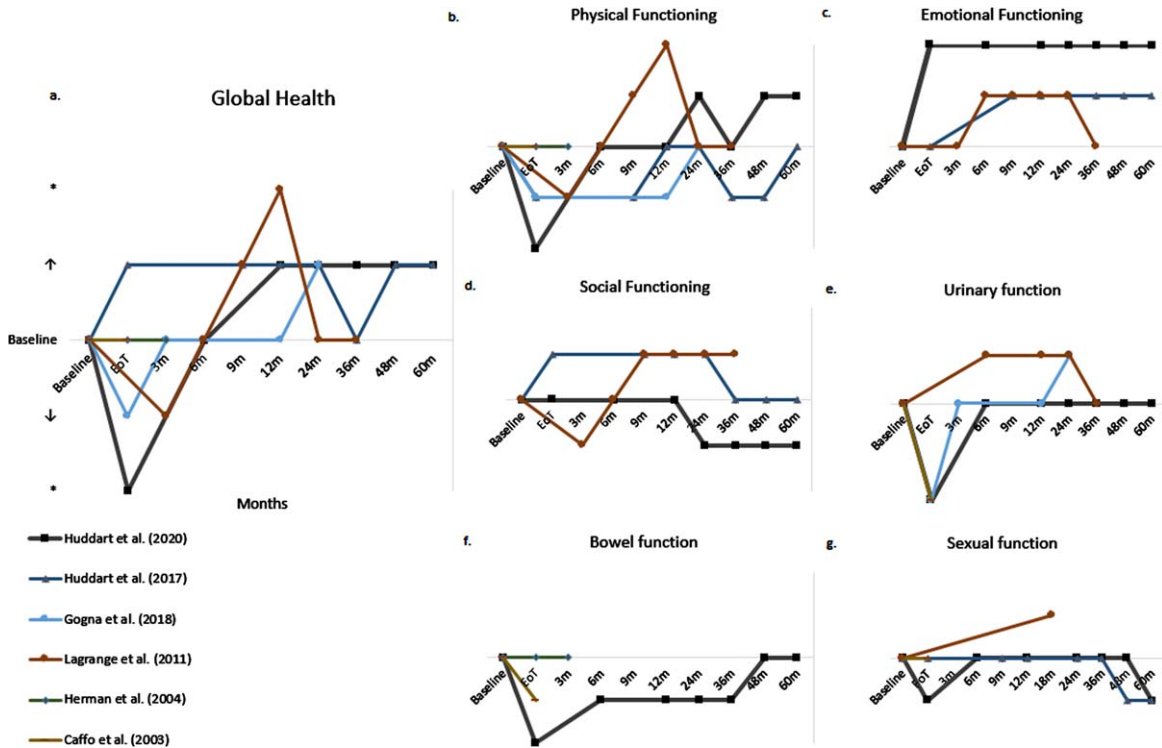 a.
Global Health
*
↑
Baseline
↓
*
Baseline
EoT
3m
6m
9m
12m
24m
36m
48m
60m
Months
Huddart et al. (2020)
Huddart et al. (2017)
Gogna et al. (2018)
Lagrange et al. (2011)
Herman et al. (2004)
Caffo et al. (2003)
b.
Physical Functioning
Baseline
EoT
3m
6m
9m
12m
24m
36m
48m
60m
c.
Emotional Functioning
Baseline
EoT
3m
6m
9m
12m
24m
36m
48m
60m
d.
Social Functioning
Baseline
EoT
3m
6m
9m
12m
24m
36m
48m
60m
e.
Urinary function
Baseline
EoT
3m
6m
9m
12m
24m
36m
48m
60m
f.
Bowel function
Baseline
EoT
3m
6m
9m
12m
24m
36m
48m
60m
g.
Sexual function
Baseline
EoT
3m
6m
9m
12m
18m
24m
36m
48m
60m